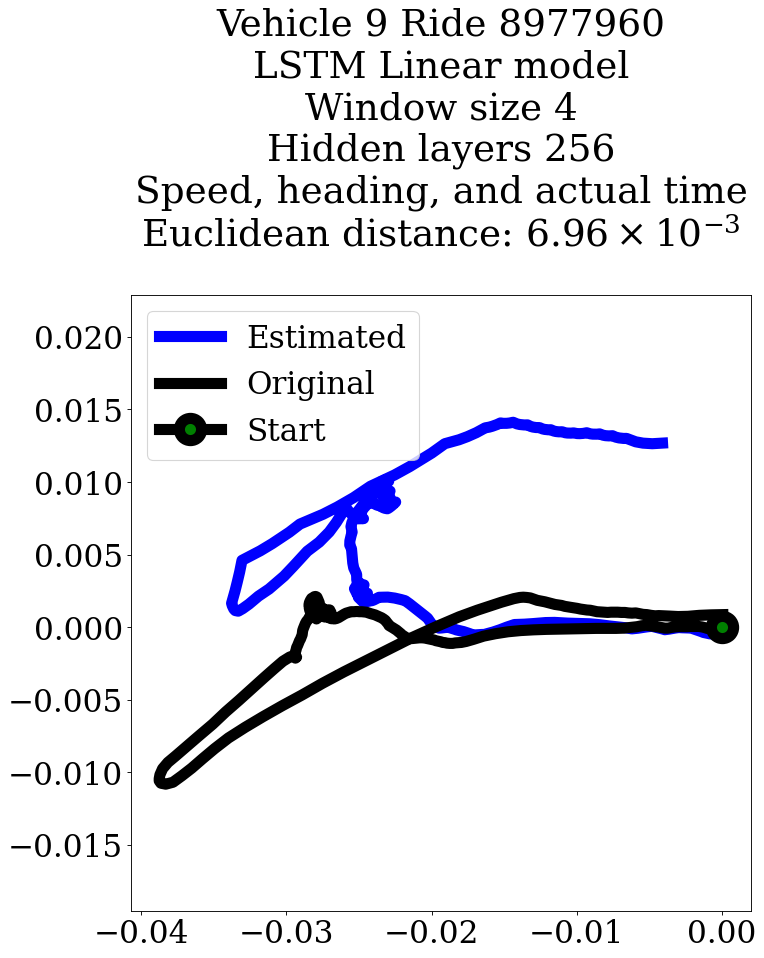 Vehicle 9 Ride 8977960
LSTM Linear model
Window size 4
Hidden layers 256
Speed, heading, and actual time
Euclidean distance: 6.96 × 10⁻³
Estimated
Original
Start
0.020
0.015
0.010
0.005
0.000
−0.005
−0.010
−0.015
−0.04 −0.03 −0.02 −0.01 0.00